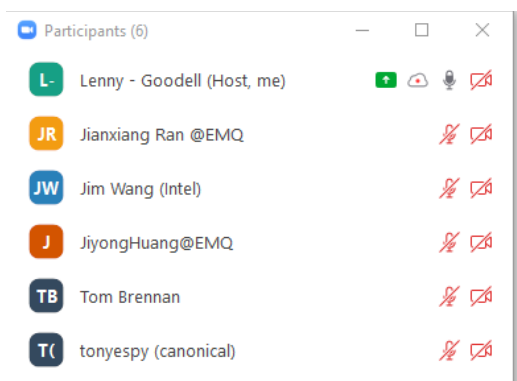 Participants (6)
L- Lenny - Goodell (Host, me)
JR Jianxiang Ran @EMQ
JW Jim Wang (Intel)
J JiyongHuang@EMQ
TB Tom Brennan
T( tonyespy (canonical)